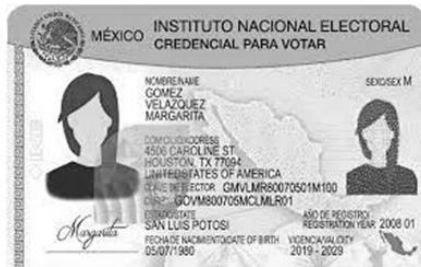 MÉXICO
INSTITUTO NACIONAL ELECTORAL
CREDENCIAL PARA VOTAR
NOMBRE/NAME
GOMEZ
VELAZQUEZ
MARGARITA
SEXO/SEX M
DOMICILIO/ADDRESS
4506 CAROLINE ST
HOUSTON, TX 77094
UNITED STATES OF AMERICA
CLAVE DE ELECTOR GMVLMR80070501M100
CURP GOVM800705MCLMLR01
ESTADO/STATE
SAN LUIS POTOSI
AÑO DE REGISTRO
REGISTRATION YEAR 2008 01
FECHA DE NACIMIENTO/DATE OF BIRTH
05/07/1980
VIGENCIA/VALIDITY
2019 - 2029
Margarita